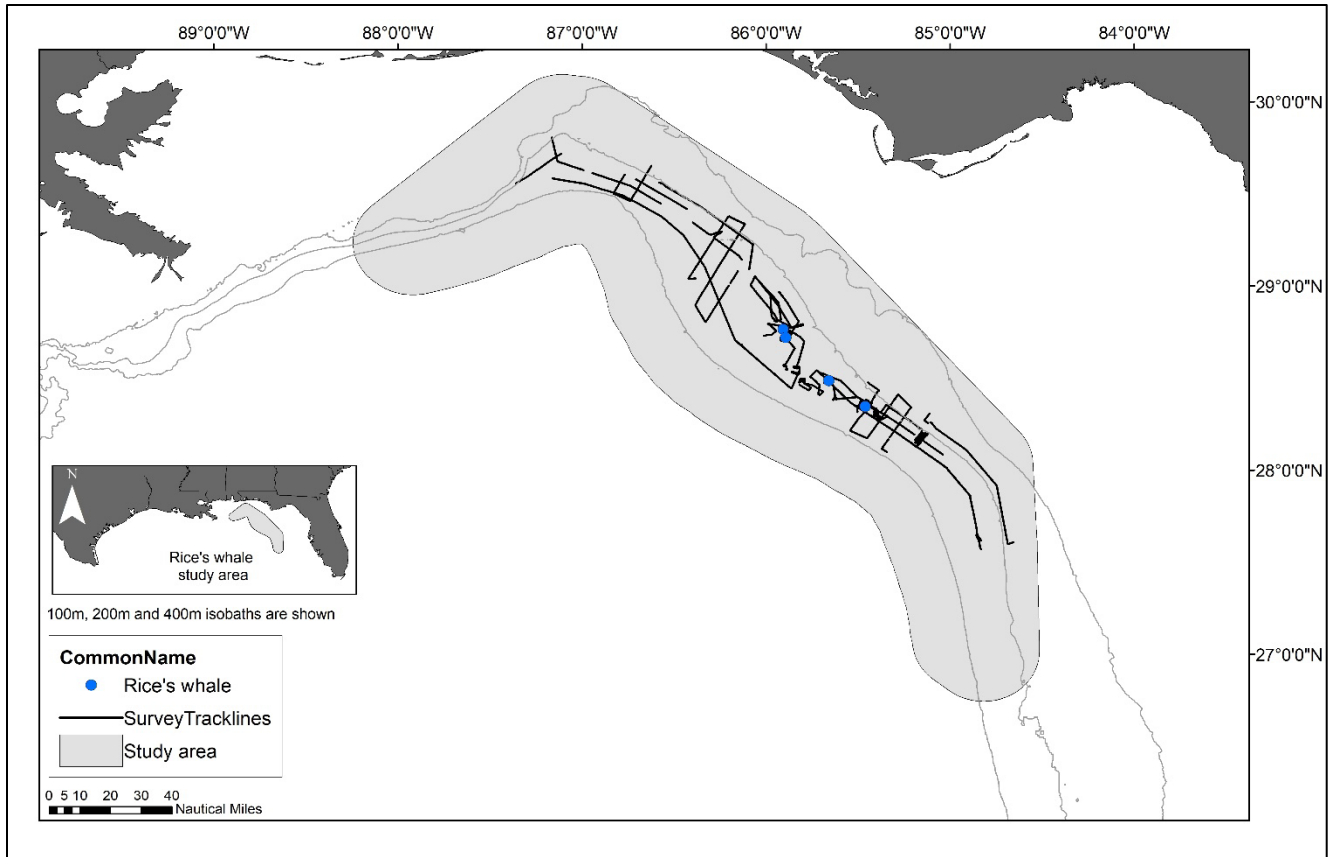 89°0'0"W 88°0'0"W 87°0'0"W 86°0'0"W 85°0'0"W 84°0'0"W
30°0'0"N
29°0'0"N
28°0'0"N
27°0'0"N
N
Rice's whale
study area
100m, 200m and 400m isobaths are shown
CommonName
Rice's whale
SurveyTracklines
Study area
0 5 10 20 30 40
Nautical Miles